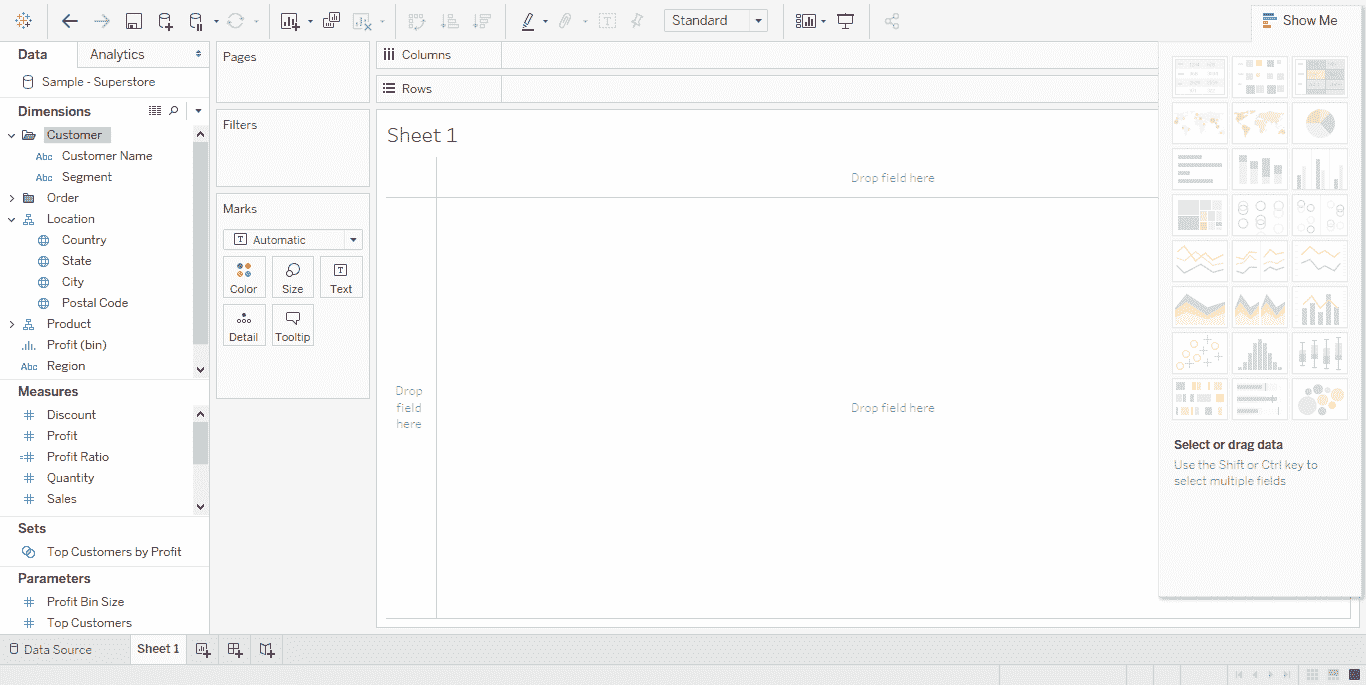 Standard
Show Me
Data
Analytics
Sample - Superstore
Dimensions
Customer
Abc Customer Name
Abc Segment
Order
Location
Country
State
City
Postal Code
Product
Profit (bin)
Abc Region
Measures
# Discount
# Profit
=# Profit Ratio
# Quantity
# Sales
Sets
Top Customers by Profit
Parameters
# Profit Bin Size
# Top Customers
Pages
Filters
Marks
T Automatic
Color
Size
T Text
Detail
Tooltip
Columns
Rows
Sheet 1
Drop field here
Drop
field
here
Drop field here
Select or drag data
Use the Shift or Ctrl key to
select multiple fields
Data Source
Sheet 1